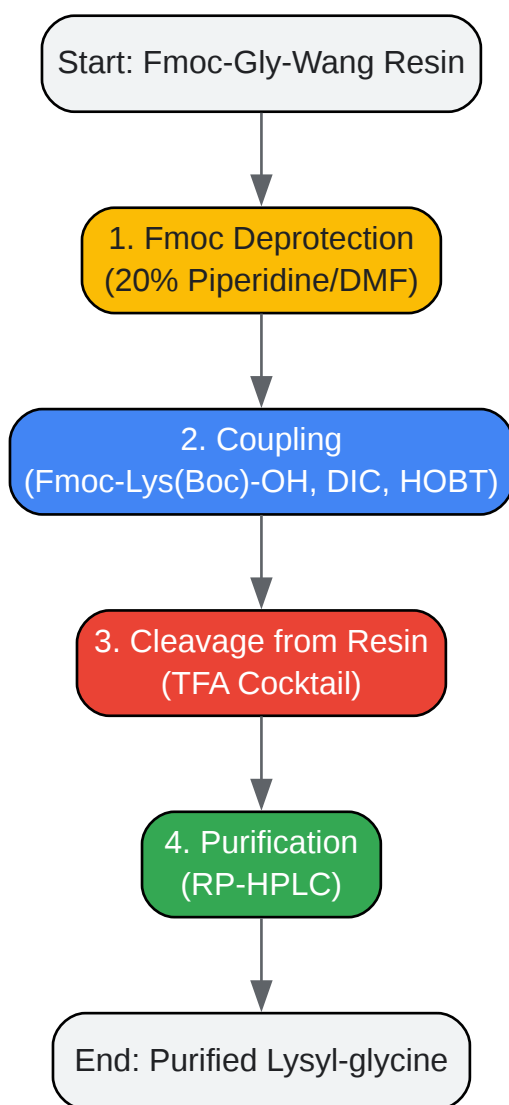 Start: Fmoc-Gly-Wang Resin
1. Fmoc Deprotection
(20% Piperidine/DMF)
2. Coupling
(Fmoc-Lys(Boc)-OH, DIC, HOBT)
3. Cleavage from Resin
(TFA Cocktail)
4. Purification
(RP-HPLC)
End: Purified Lysyl-glycine